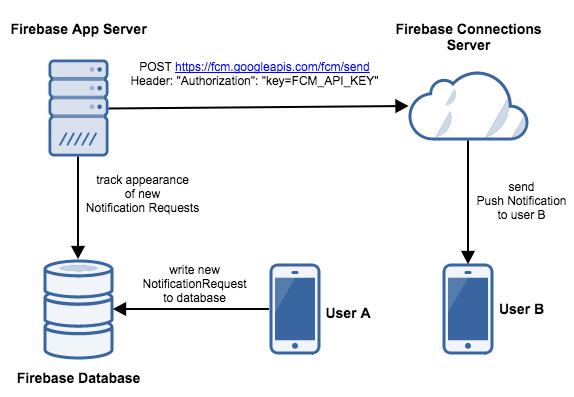 Firebase App Server
Firebase Connections
Server
POST https://fcm.googleapis.com/fcm/send
Header: "Authorization": "key=FCM_API_KEY"
track appearance
of new
Notification Requests
send
Push Notification
to user B
write new
NotificationRequest
to database
User A
User B
Firebase Database